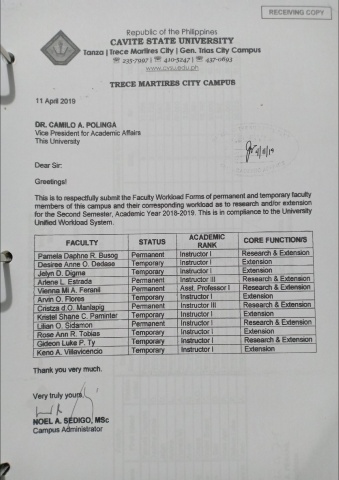 RECEIVING COPY
Republic of the Philippines
CAVITE STATE UNIVERSITY
Tanza | Trece Martires City | Gen. Trias City Campus
☏ 235-7997 | ☏ 410-5247 | ☏ 437-0693
www.cvsu.edu.ph
TRECE MARTIRES CITY CAMPUS
11 April 2019
DR. CAMILO A. POLINGA
Vice President for Academic Affairs
This University
Dear Sir:
Greetings!
This is to respectfully submit the Faculty Workload Forms of permanent and temporary faculty
members of this campus and their corresponding workload as to research and/or extension
for the Second Semester, Academic Year 2018-2019. This is in compliance to the University
Unified Workload System.
FACULTY STATUS ACADEMIC RANK CORE FUNCTION/S
Pamela Daphne R. Busog Permanent Instructor I Research & Extension
Desiree Anne O. Dedase Temporary Instructor I Extension
Jelyn D. Digma Temporary Instructor I Extension
Arlene L. Estrada Permanent Instructor III Research & Extension
Vienna Mi A. Feranil Permanent Asst. Professor I Research & Extension
Arvin O. Flores Temporary Instructor I Extension
Cristza d.O. Manlapig Permanent Instructor III Research & Extension
Kristel Shane C. Paminter Temporary Instructor I Extension
Lilian O. Sidamon Permanent Instructor I Research & Extension
Rose Ann R. Tobias Temporary Instructor I Extension
Gideon Luke P. Ty Permanent Instructor I Research & Extension
Keno A. Villavicencio Temporary Instructor I Extension
Thank you very much.
Very truly yours,
NOEL A. SEDIGO, MSc
Campus Administrator